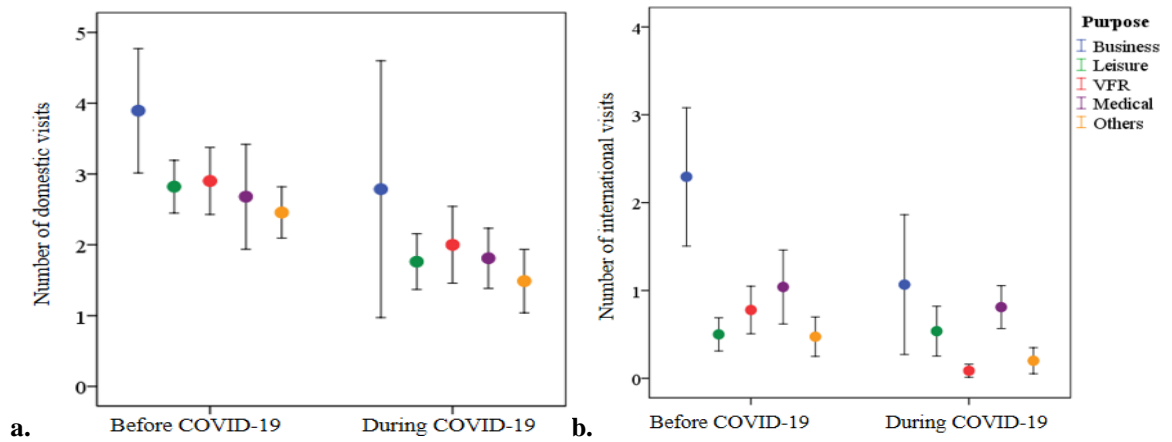 Number of domestic visits
5
4
3
2
1
0
Before COVID-19
During COVID-19
a.
Number of international visits
4
3
2
1
0
Before COVID-19
During COVID-19
b.
Purpose
Business
Leisure
VFR
Medical
Others